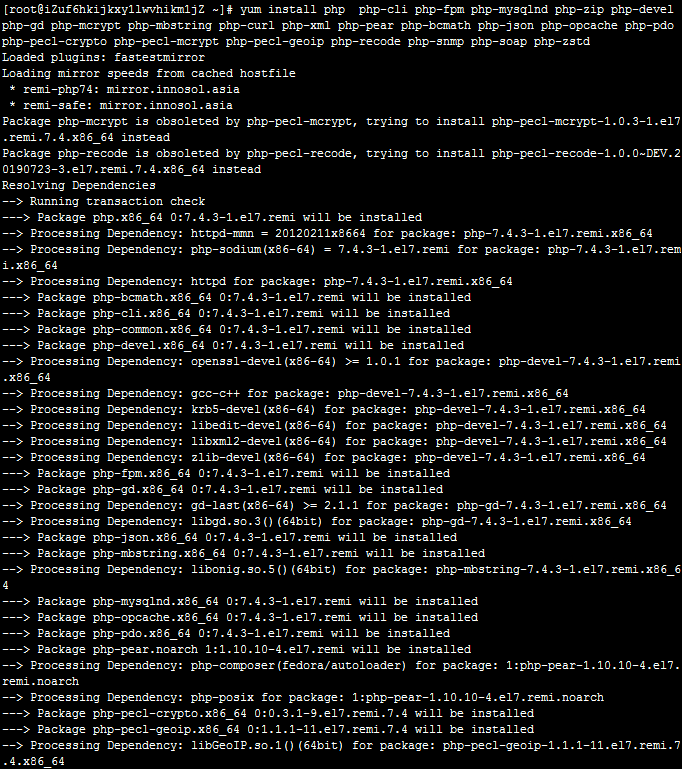 [root@iZuf6hkijkxy1lwvhikm1jZ ~]# yum install php  php-cli php-fpm php-mysqlnd php-zip php-devel
php-gd php-mcrypt php-mbstring php-curl php-xml php-pear php-bcmath php-json php-opcache php-pdo
php-pecl-crypto php-pecl-mcrypt php-pecl-geoip php-recode php-snmp php-soap php-zstd
Loaded plugins: fastestmirror
Loading mirror speeds from cached hostfile
 * remi-php74: mirror.innosol.asia
 * remi-safe: mirror.innosol.asia
Package php-mcrypt is obsoleted by php-pecl-mcrypt, trying to install php-pecl-mcrypt-1.0.3-1.el7
.remi.7.4.x86_64 instead
Package php-recode is obsoleted by php-pecl-recode, trying to install php-pecl-recode-1.0.0~DEV.2
0190723-3.el7.remi.7.4.x86_64 instead
Resolving Dependencies
--> Running transaction check
---> Package php.x86_64 0:7.4.3-1.el7.remi will be installed
--> Processing Dependency: httpd-mmn = 20120211x8664 for package: php-7.4.3-1.el7.remi.x86_64
--> Processing Dependency: php-sodium(x86-64) = 7.4.3-1.el7.remi for package: php-7.4.3-1.el7.rem
i.x86_64
--> Processing Dependency: httpd for package: php-7.4.3-1.el7.remi.x86_64
---> Package php-bcmath.x86_64 0:7.4.3-1.el7.remi will be installed
---> Package php-cli.x86_64 0:7.4.3-1.el7.remi will be installed
---> Package php-common.x86_64 0:7.4.3-1.el7.remi will be installed
---> Package php-devel.x86_64 0:7.4.3-1.el7.remi will be installed
--> Processing Dependency: openssl-devel(x86-64) >= 1.0.1 for package: php-devel-7.4.3-1.el7.remi
.x86_64
--> Processing Dependency: gcc-c++ for package: php-devel-7.4.3-1.el7.remi.x86_64
--> Processing Dependency: krb5-devel(x86-64) for package: php-devel-7.4.3-1.el7.remi.x86_64
--> Processing Dependency: libedit-devel(x86-64) for package: php-devel-7.4.3-1.el7.remi.x86_64
--> Processing Dependency: libxml2-devel(x86-64) for package: php-devel-7.4.3-1.el7.remi.x86_64
--> Processing Dependency: zlib-devel(x86-64) for package: php-devel-7.4.3-1.el7.remi.x86_64
---> Package php-fpm.x86_64 0:7.4.3-1.el7.remi will be installed
---> Package php-gd.x86_64 0:7.4.3-1.el7.remi will be installed
--> Processing Dependency: gd-last(x86-64) >= 2.1.1 for package: php-gd-7.4.3-1.el7.remi.x86_64
--> Processing Dependency: libgd.so.3()(64bit) for package: php-gd-7.4.3-1.el7.remi.x86_64
---> Package php-json.x86_64 0:7.4.3-1.el7.remi will be installed
---> Package php-mbstring.x86_64 0:7.4.3-1.el7.remi will be installed
--> Processing Dependency: libonig.so.5()(64bit) for package: php-mbstring-7.4.3-1.el7.remi.x86_6
4
---> Package php-mysqlnd.x86_64 0:7.4.3-1.el7.remi will be installed
---> Package php-opcache.x86_64 0:7.4.3-1.el7.remi will be installed
---> Package php-pdo.x86_64 0:7.4.3-1.el7.remi will be installed
---> Package php-pear.noarch 1:1.10.10-4.el7.remi will be installed
--> Processing Dependency: php-composer(fedora/autoloader) for package: 1:php-pear-1.10.10-4.el7.
remi.noarch
--> Processing Dependency: php-posix for package: 1:php-pear-1.10.10-4.el7.remi.noarch
---> Package php-pecl-crypto.x86_64 0:0.3.1-9.el7.remi.7.4 will be installed
---> Package php-pecl-geoip.x86_64 0:1.1.1-11.el7.remi.7.4 will be installed
--> Processing Dependency: libGeoIP.so.1()(64bit) for package: php-pecl-geoip-1.1.1-11.el7.remi.7
.4.x86_64